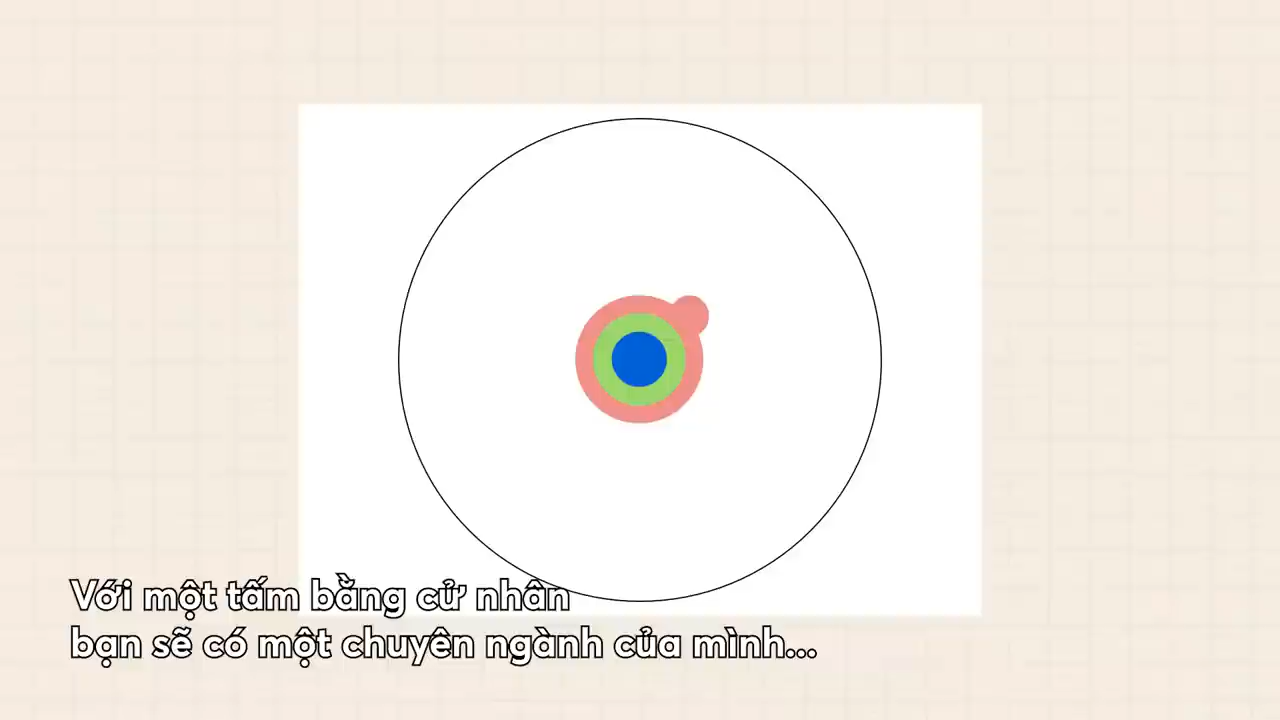 Với một tấm bằng cử nhân
bạn sẽ có một chuyên ngành của mình...